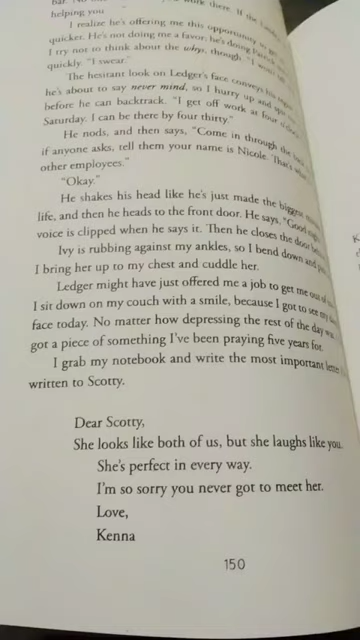 bar. No
helping you
I realize he's offering me this opportunity to get
quicker. He's not doing me a favor; he's doing Patrick
I try not to think about the whys, though. "I won't tell
quickly. "I swear."
The hesitant look on Ledger's face conveys his
he's about to say never mind, so I hurry up and
before he can backtrack. "I get off work at four
Saturday. I can be there by four thirty."
He nods, and then says, "Come in through the
if anyone asks, tell them your name is Nicole. That's
other employees."
"Okay."
He shakes his head like he's just made the biggest
life, and then he heads to the front door. He says, "Good
voice is clipped when he says it. Then he closes the door
Ivy is rubbing against my ankles, so I bend down and
I bring her up to my chest and cuddle her.
Ledger might have just offered me a job to get me out of
I sit down on my couch with a smile, because I got to see my
face today. No matter how depressing the rest of the day
got a piece of something I've been praying five years for.
I grab my notebook and write the most important letter
written to Scotty.
Dear Scotty,
She looks like both of us, but she laughs like you.
She's perfect in every way.
I'm so sorry you never got to meet her.
Love,
Kenna
150